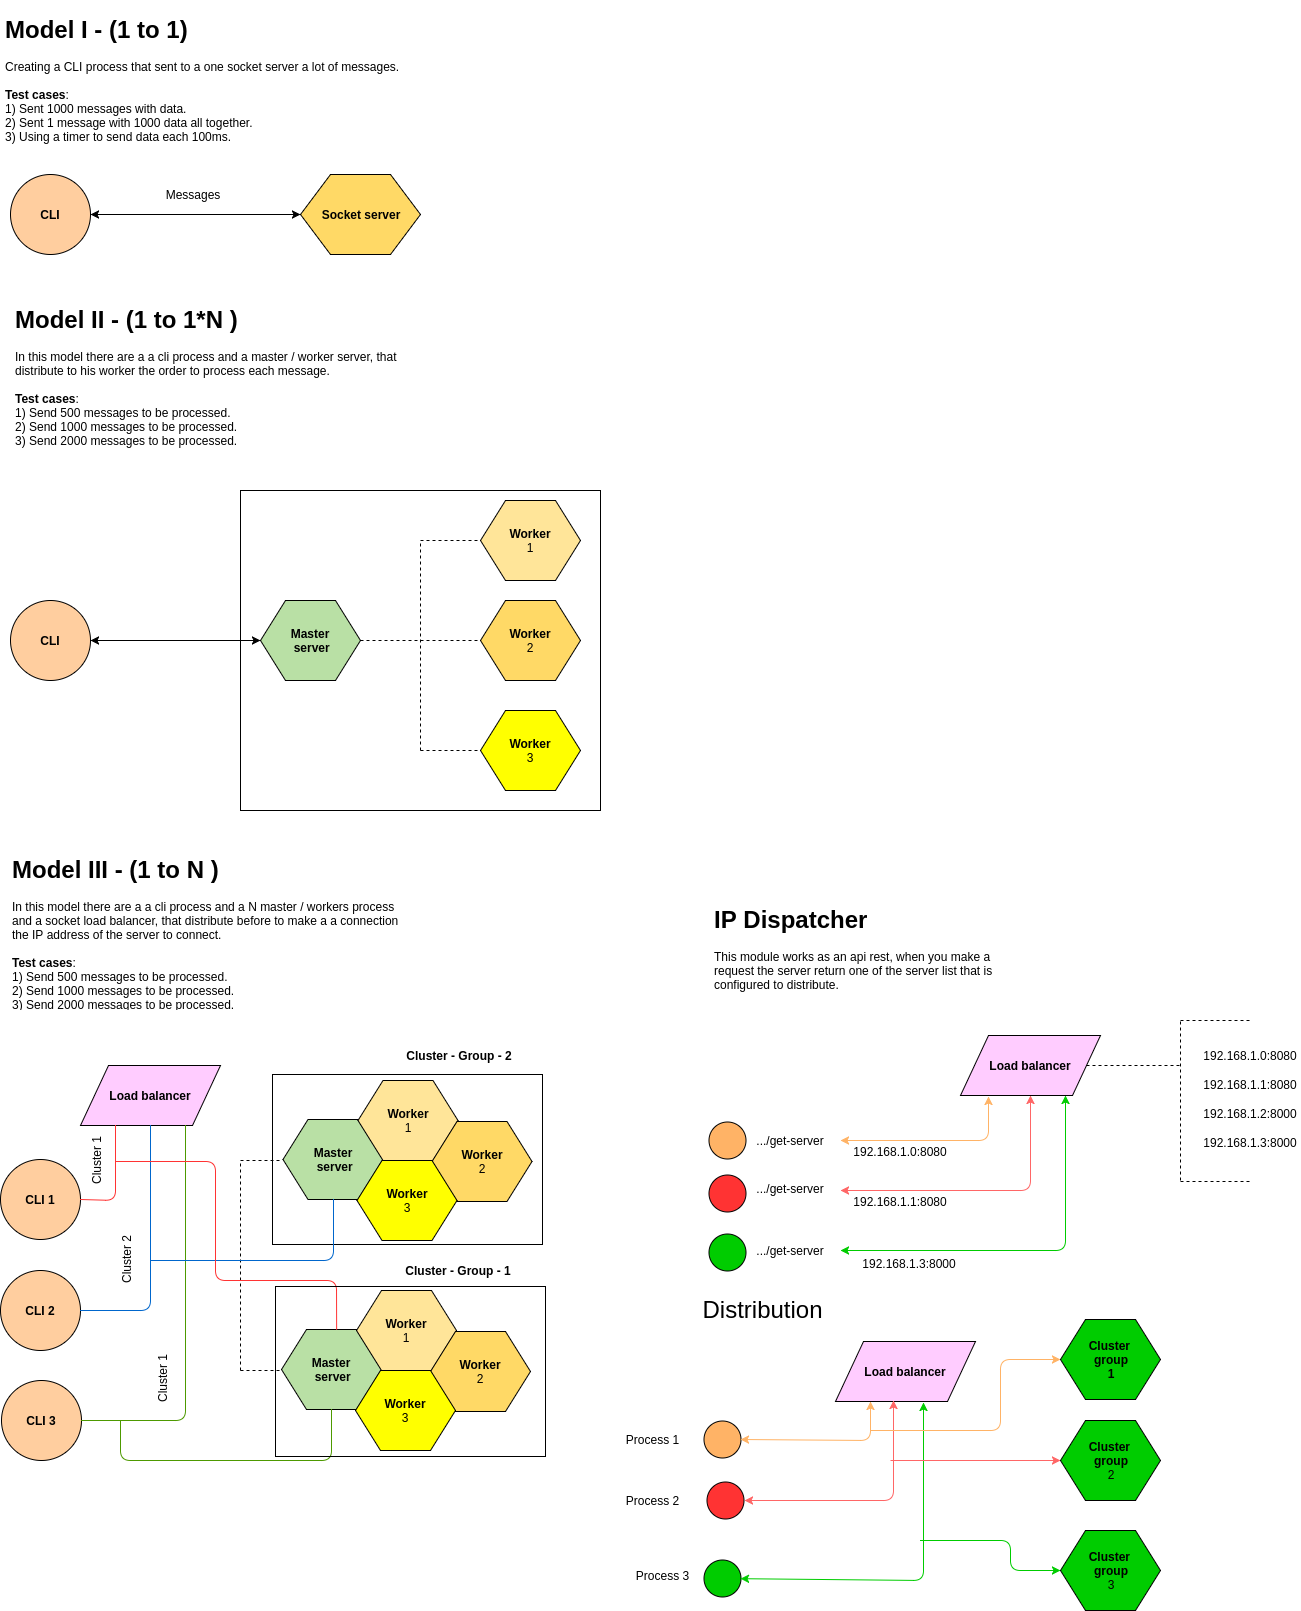 Model I - (1 to 1)
Creating a CLI process that sent to a one socket server a lot of messages.
Test cases:
1) Sent 1000 messages with data.
2) Sent 1 message with 1000 data all together.
3) Using a timer to send data each 100ms.
CLI
Messages
Socket server
Model II - (1 to 1*N )
In this model there are a a cli process and a master / worker server, that
distribute to his worker the order to process each message.
Test cases:
1) Send 500 messages to be processed.
2) Send 1000 messages to be processed.
3) Send 2000 messages to be processed.
Worker
1
CLI
Master
server
Worker
2
Worker
3
Model III - (1 to N )
In this model there are a a cli process and a N master / workers process
and a socket load balancer, that distribute before to make a a connection
the IP address of the server to connect.
Test cases:
1) Send 500 messages to be processed.
2) Send 1000 messages to be processed.
3) Send 2000 messages to be processed.
Load balancer
Cluster 1
Cluster 2
Cluster 1
CLI 1
CLI 2
CLI 3
Cluster - Group - 2
Worker
1
Master
server
Worker
2
Worker
3
Cluster - Group - 1
Worker
1
Master
server
Worker
2
Worker
3
IP Dispatcher
This module works as an api rest, when you make a
request the server return one of the server list that is
configured to distribute.
Load balancer
192.168.1.0:8080
192.168.1.1:8080
192.168.1.2:8000
192.168.1.3:8000
.../get-server
192.168.1.0:8080
.../get-server
192.168.1.1:8080
.../get-server
192.168.1.3:8000
Distribution
Load balancer
Cluster
group
1
Process 1
Cluster
group
2
Process 2
Cluster
group
3
Process 3